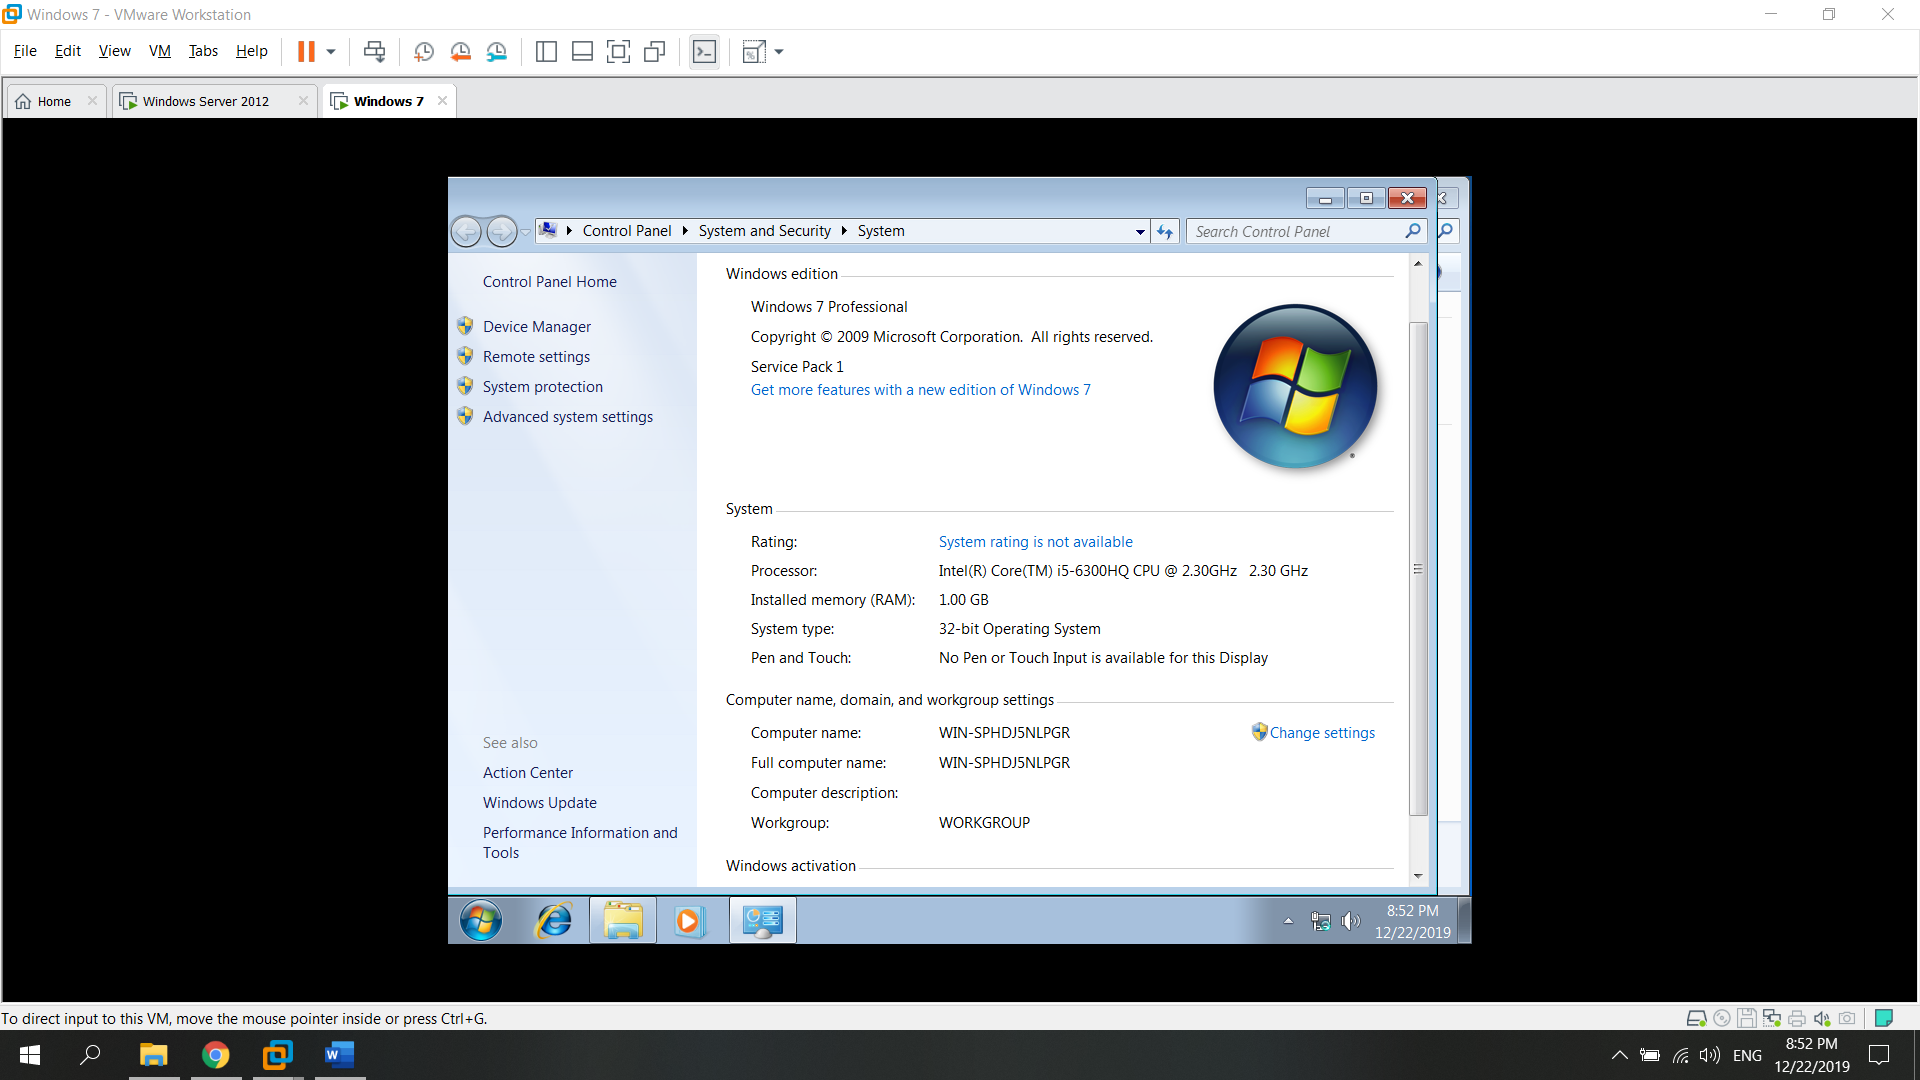 Windows 7 - VMware Workstation
File Edit View VM Tabs Help
Home Windows Server 2012 Windows 7
Control Panel System and Security System Search Control Panel
Control Panel Home
Device Manager
Remote settings
System protection
Advanced system settings
See also
Action Center
Windows Update
Performance Information and
Tools
Windows edition
Windows 7 Professional
Copyright © 2009 Microsoft Corporation. All rights reserved.
Service Pack 1
Get more features with a new edition of Windows 7
System
Rating: System rating is not available
Processor: Intel(R) Core(TM) i5-6300HQ CPU @ 2.30GHz 2.30 GHz
Installed memory (RAM): 1.00 GB
System type: 32-bit Operating System
Pen and Touch: No Pen or Touch Input is available for this Display
Computer name, domain, and workgroup settings
Computer name: WIN-SPHDJ5NLPGR Change settings
Full computer name: WIN-SPHDJ5NLPGR
Computer description:
Workgroup: WORKGROUP
Windows activation
8:52 PM
12/22/2019
To direct input to this VM, move the mouse pointer inside or press Ctrl+G.
ENG
8:52 PM
12/22/2019